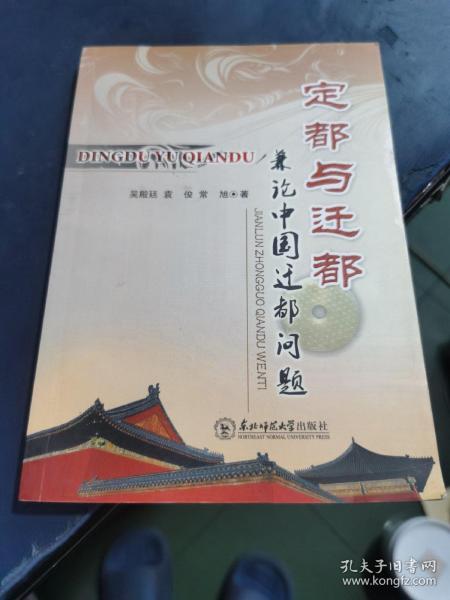 定都与迁都
DINGDU YU QIANDU
兼论中国迁都问题
JIANLUN ZHONGGUO QIANDU WENTI
吴殿廷 袁 俊 常 旭 著
东北师范大学出版社
NORTHEAST NORMAL UNIVERSITY PRESS
孔夫子旧书网
www.kongfz.com